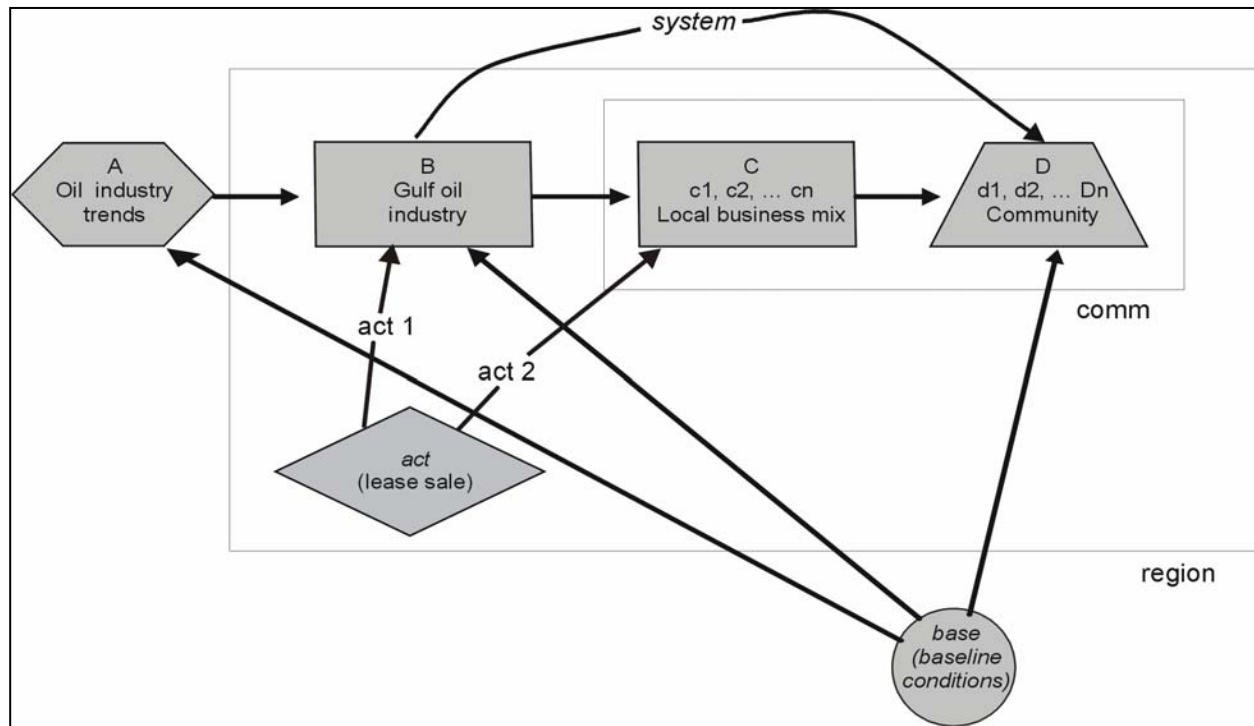 system
A
Oil industry
trends
B
Gulf oil
industry
C
c1, c2, ... cn
Local business mix
D
d1, d2, ... Dn
Community
comm
act 1
act 2
act
(lease sale)
region
base
(baseline
conditions)